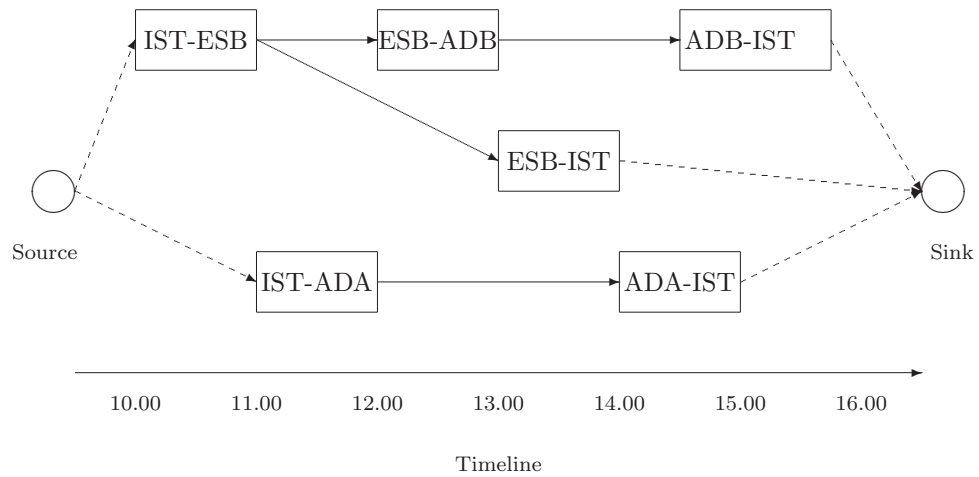 IST-ESB ESB-ADB ADB-IST
ESB-IST
Source Sink
IST-ADA ADA-IST
10.00 11.00 12.00 13.00 14.00 15.00 16.00
Timeline